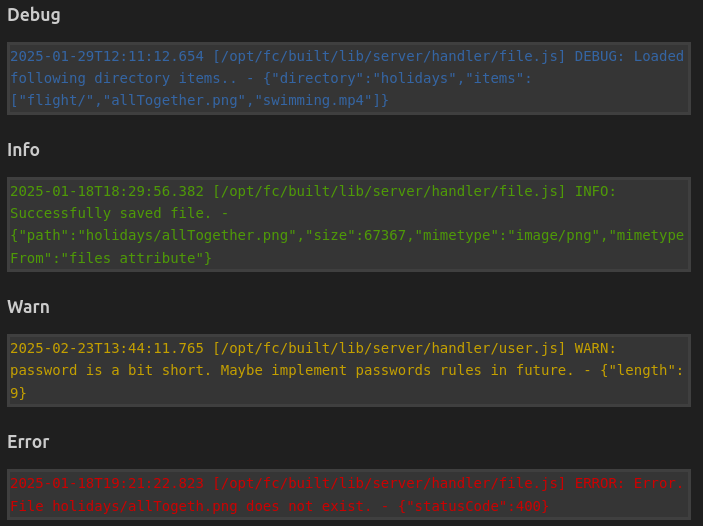 Debug
2025-01-29T12:11:12.654 [/opt/fc/built/lib/server/handler/file.js] DEBUG: Loaded
following directory items.. - {"directory":"holidays","items":
["flight/","allTogether.png","swimming.mp4"]}
Info
2025-01-18T18:29:56.382 [/opt/fc/built/lib/server/handler/file.js] INFO:
Successfully saved file. -
{"path":"holidays/allTogether.png","size":67367,"mimetype":"image/png","mimetype
From":"files attribute"}
Warn
2025-02-23T13:44:11.765 [/opt/fc/built/lib/server/handler/user.js] WARN:
password is a bit short. Maybe implement passwords rules in future. - {"length":
9}
Error
2025-01-18T19:21:22.823 [/opt/fc/built/lib/server/handler/file.js] ERROR: Error.
File holidays/allTogeth.png does not exist. - {"statusCode":400}